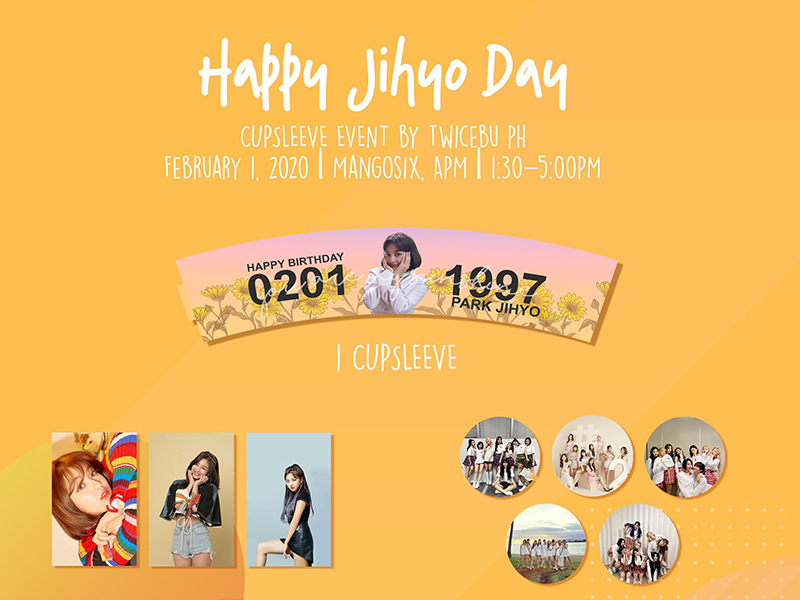 Happy Jihyo Day
CUPSLEEVE EVENT BY TWICEBU PH
FEBRUARY 1, 2020 | MANGOSIX, APM | 1:30–5:00PM
HAPPY BIRTHDAY
0201
1997
PARK JIHYO
1 CUPSLEEVE